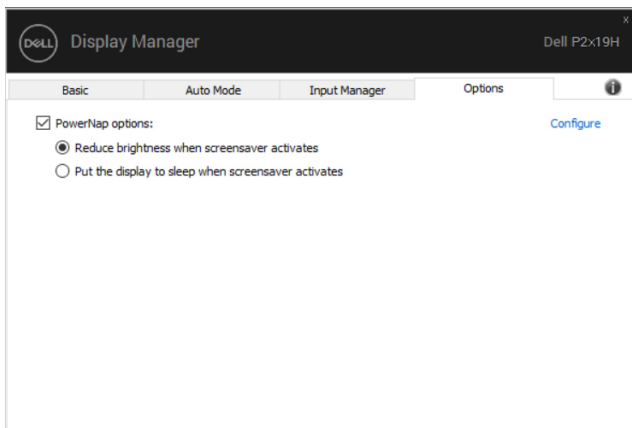 x
DELL Display Manager Dell P2x19H
Basic Auto Mode Input Manager Options i
PowerNap options: Configure
Reduce brightness when screensaver activates
Put the display to sleep when screensaver activates